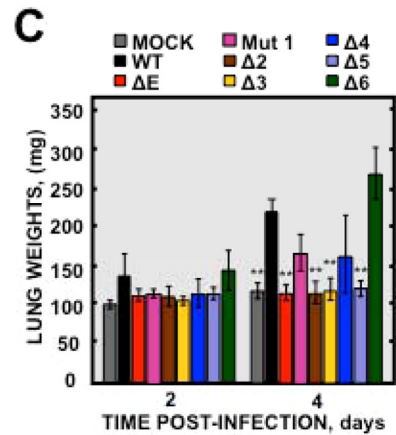 C
MOCK Mut 1 Δ4
WT Δ2 Δ5
ΔE Δ3 Δ6
350
300
250
200
150
100
50
0
LUNG WEIGHTS, (mg)
** ** ** ** **
2 4
TIME POST-INFECTION, days